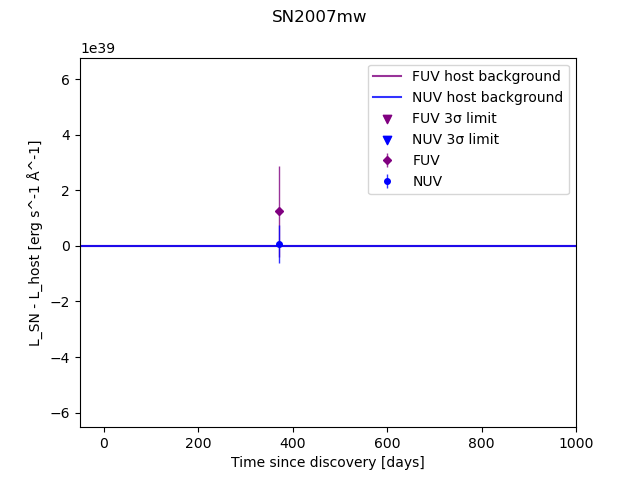 SN2007mw
1e39
6
4
2
0
−2
−4
−6
L_SN - L_host [erg s^-1 Å^-1]
FUV host background
NUV host background
FUV 3σ limit
NUV 3σ limit
FUV
NUV
0 200 400 600 800 1000
Time since discovery [days]